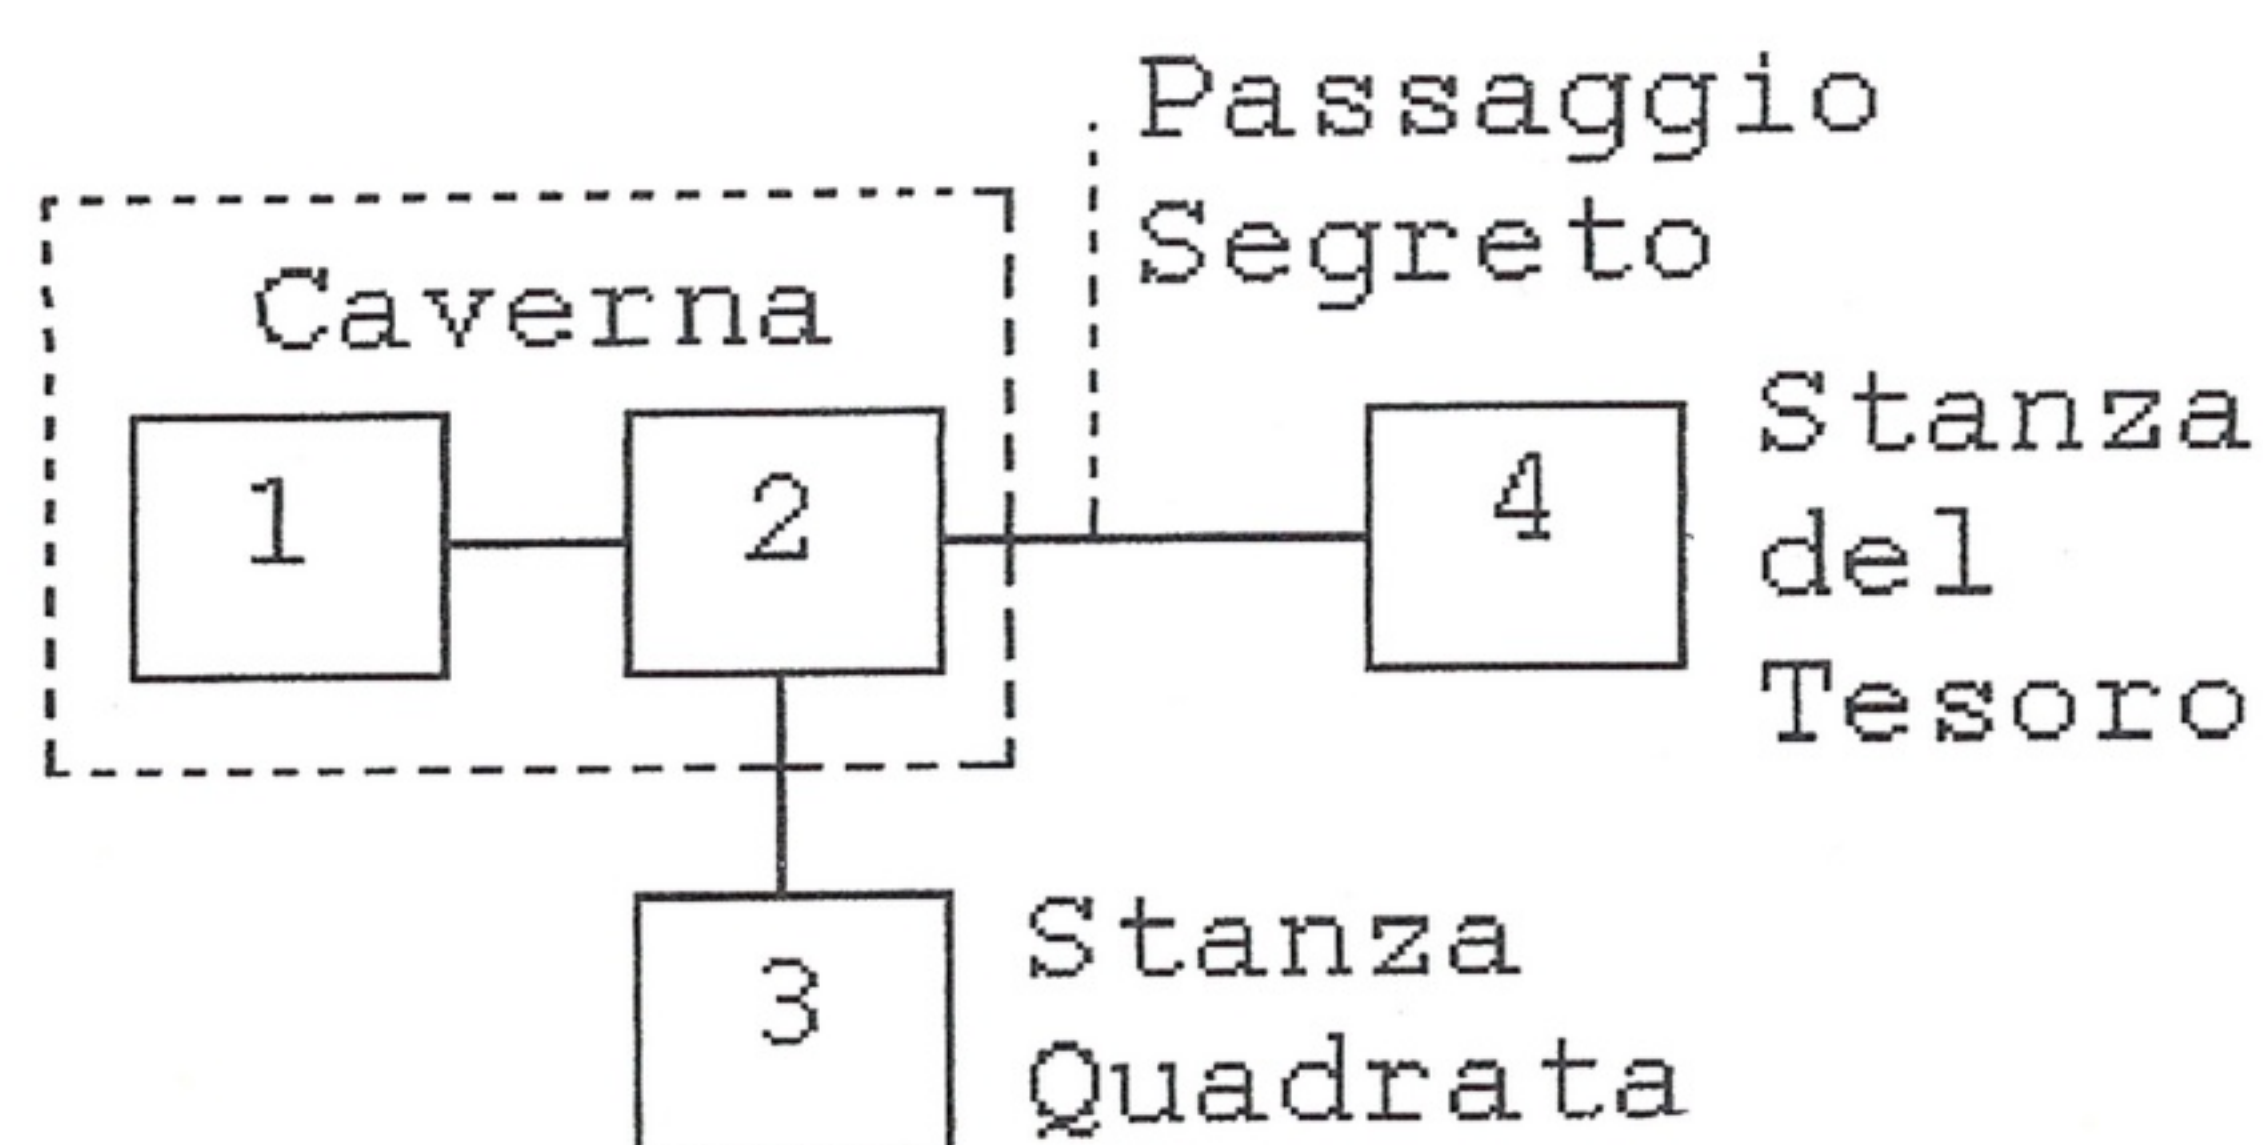 Passaggio
Segreto
Caverna
1
2
4
Stanza
del
Tesoro
3
Stanza
Quadrata